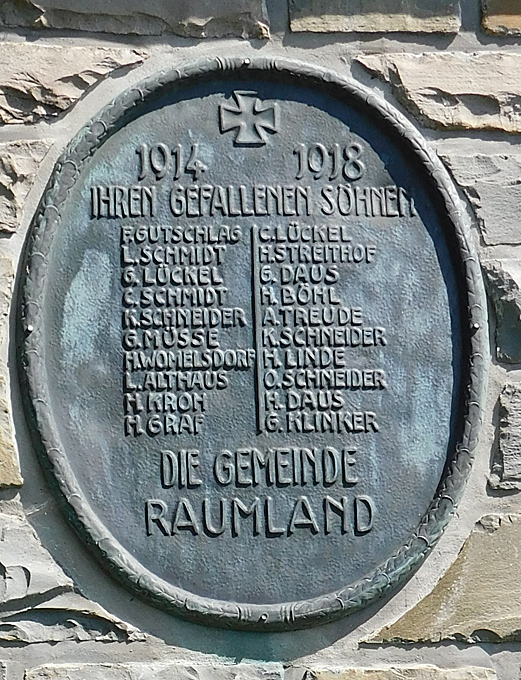 1914 1918
IHREN GEFALLENEN SÖHNEN
F. GUTSCHLAG
L. SCHMIDT
G. LÜCKEL
C. SCHMIDT
K. SCHNEIDER
G. MÜSSE
H. WOMELSDORF
L. ALTHAUS
H. KROH
H. GRAF
C. LÜCKEL
H. STREITHOF
G. DAUS
H. BÖHL
A. TREUDE
K. SCHNEIDER
H. LINDE
O. SCHNEIDER
H. DAUS
G. KLINKER
DIE GEMEINDE
RAUMLAND